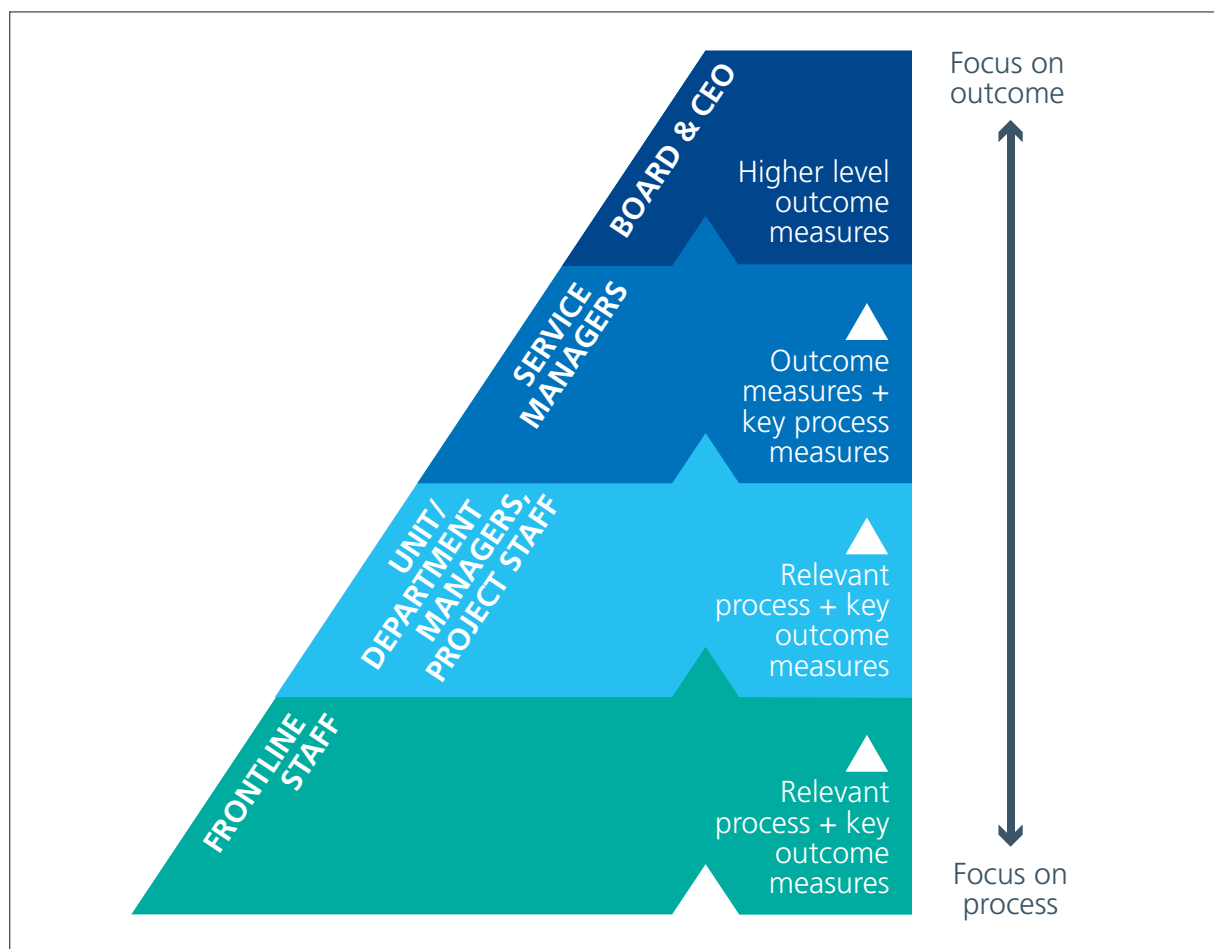 BOARD & CEO
Higher level
outcome
measures
SERVICE
MANAGERS
Outcome
measures +
key process
measures
UNIT/
DEPARTMENT
MANAGERS,
PROJECT STAFF
Relevant
process + key
outcome
measures
FRONTLINE
STAFF
Relevant
process + key
outcome
measures
Focus on
outcome
Focus on
process